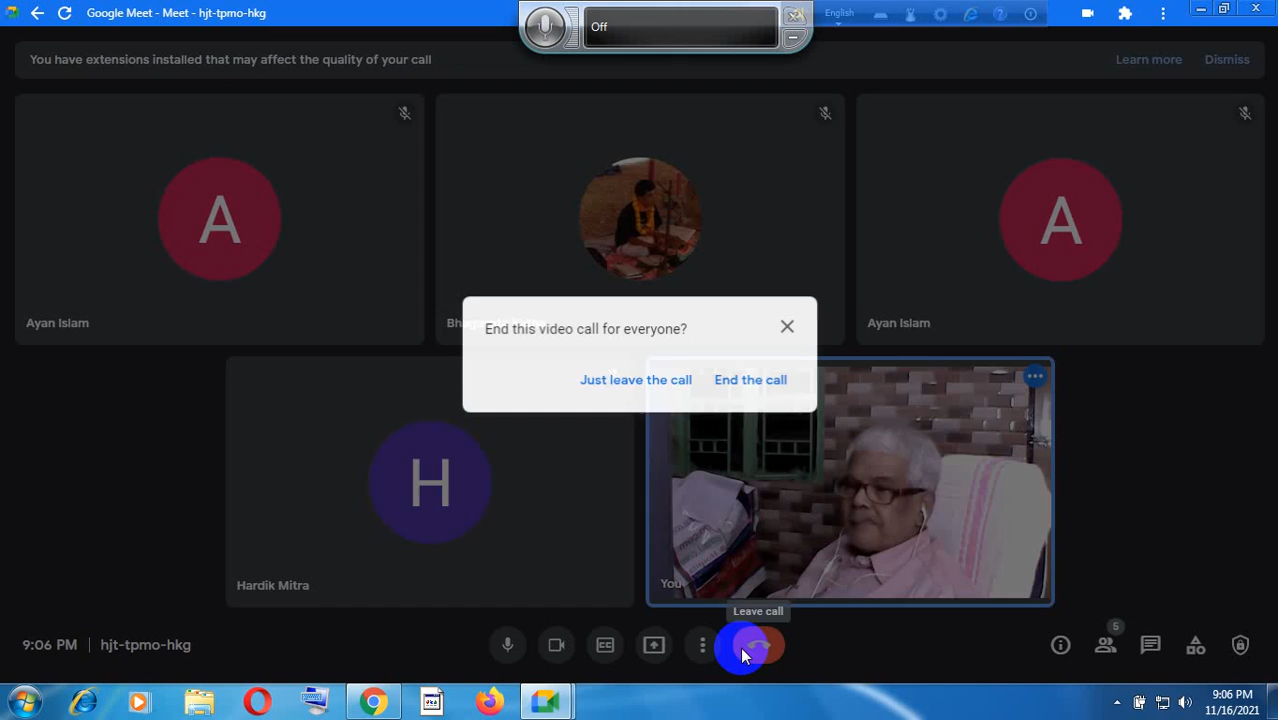 Google Meet - Meet - hjt-tpmo-hkg
Off
English
You have extensions installed that may affect the quality of your call
Learn more
Dismiss
A
A
Ayan Islam
Ayan Islam
End this video call for everyone?
Just leave the call
End the call
H
Hardik Mitra
You
Leave call
9:06 PM | hjt-tpmo-hkg
5
9:06 PM
11/16/2021